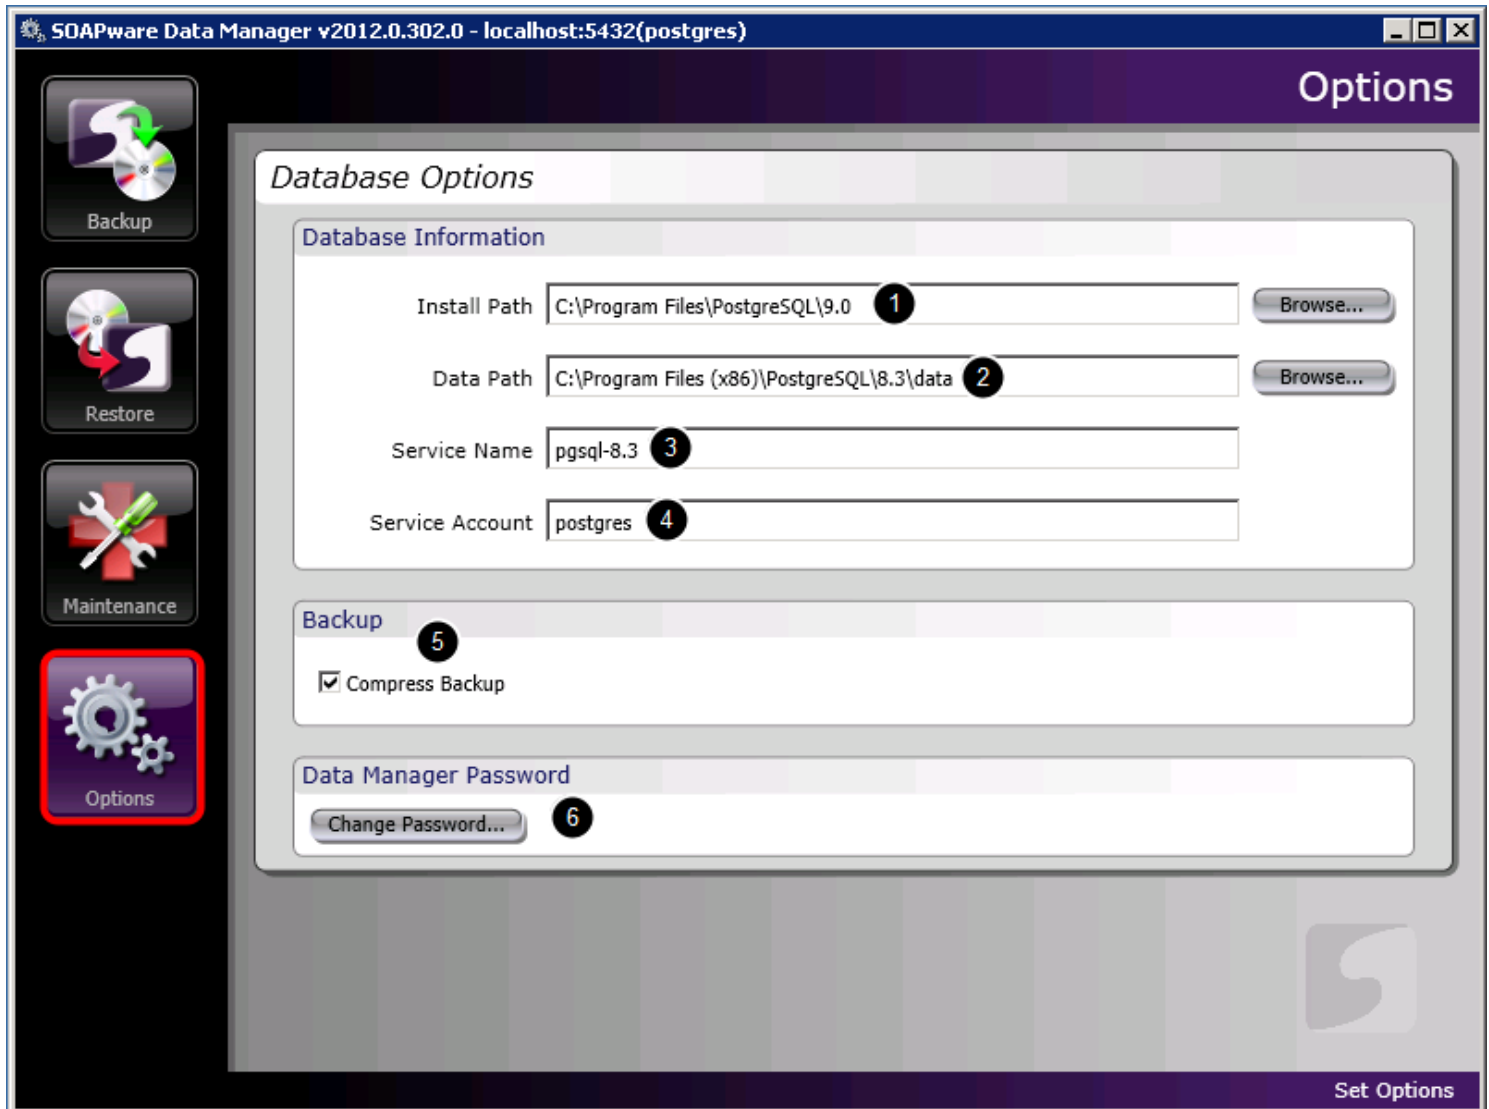 SOAPware Data Manager v2012.0.302.0 - localhost:5432(postgres)
Options
Backup
Restore
Maintenance
Options
Database Options
Database Information
Install Path C:\Program Files\PostgreSQL\9.0 1 Browse...
Data Path C:\Program Files (x86)\PostgreSQL\8.3\data 2 Browse...
Service Name pgsql-8.3 3
Service Account postgres 4
Backup
5
Compress Backup
Data Manager Password
Change Password... 6
Set Options